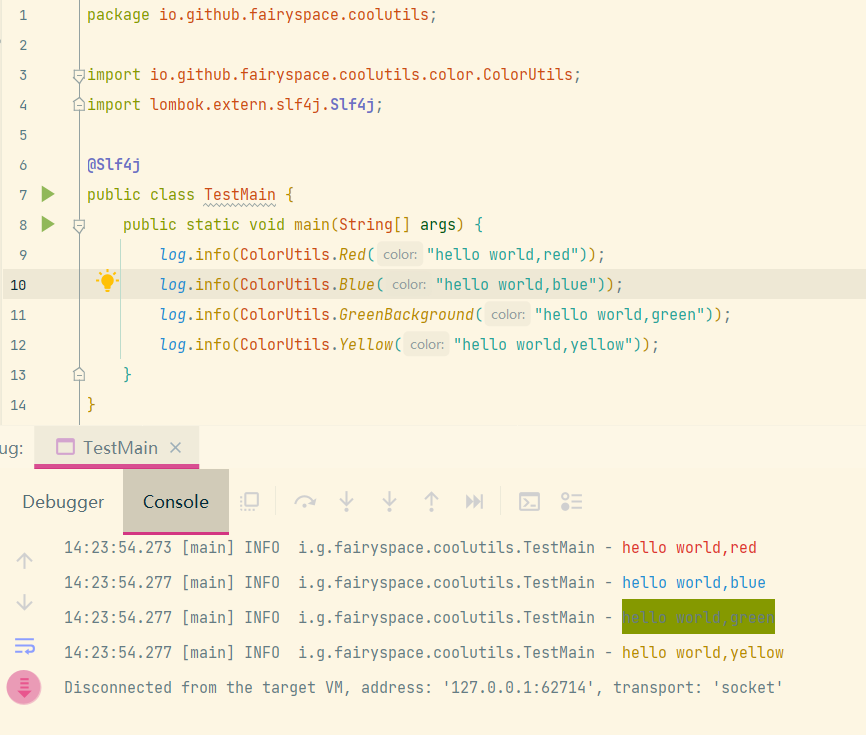 1 package io.github.fairyspace.coolutils;
2
3 import io.github.fairyspace.coolutils.color.ColorUtils;
4 import lombok.extern.slf4j.Slf4j;
5
6 @Slf4j
7 public class TestMain {
8 public static void main(String[] args) {
9 log.info(ColorUtils.Red( color: "hello world,red"));
10 log.info(ColorUtils.Blue( color: "hello world,blue"));
11 log.info(ColorUtils.GreenBackground( color: "hello world,green"));
12 log.info(ColorUtils.Yellow( color: "hello world,yellow"));
13 }
14 }
ug: TestMain ×
Debugger Console
14:23:54.273 [main] INFO i.g.fairyspace.coolutils.TestMain - hello world,red
14:23:54.277 [main] INFO i.g.fairyspace.coolutils.TestMain - hello world,blue
14:23:54.277 [main] INFO i.g.fairyspace.coolutils.TestMain - hello world,green
14:23:54.277 [main] INFO i.g.fairyspace.coolutils.TestMain - hello world,yellow
Disconnected from the target VM, address: '127.0.0.1:62714', transport: 'socket'